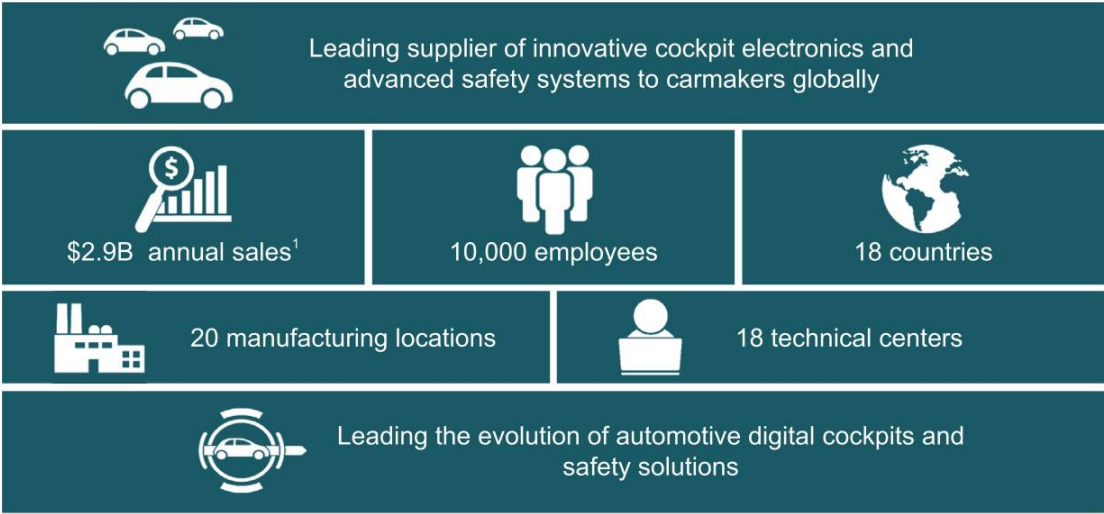 Leading supplier of innovative cockpit electronics and
advanced safety systems to carmakers globally
$
$2.9B annual sales1
10,000 employees
18 countries
20 manufacturing locations
18 technical centers
Leading the evolution of automotive digital cockpits and
safety solutions